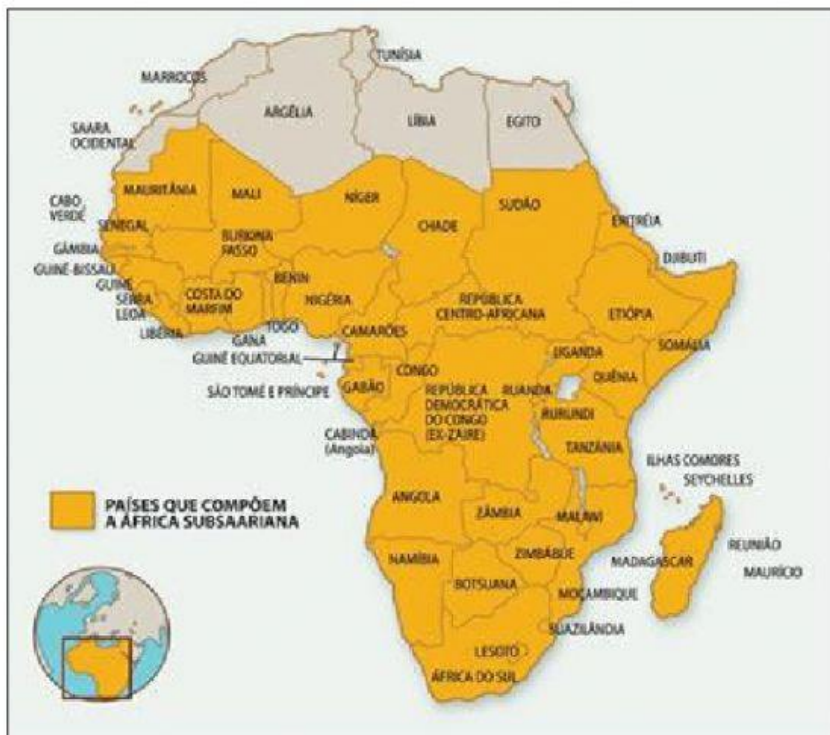 TUNÍSIA
MARROCOS
ARGÉLIA
LÍBIA
EGITO
SAARA
OCIDENTAL
MAURITÂNIA
MALI
NÍGER
CHADE
SUDÃO
ERITRÉIA
CABO
VERDE
SENEGAL
GÂMBIA
GUINÉ-BISSAU
GUINÉ
SERRA
LEOA
LIBÉRIA
BURKINA
FASSO
COSTA DO
MARFIM
GANA
TOGO
BENIN
NIGÉRIA
CAMARÕES
REPÚBLICA
CENTRO-AFRICANA
DJIBUTI
ETIÓPIA
SOMÁLIA
GUINÉ EQUATORIAL
SÃO TOMÉ E PRÍNCIPE
GABÃO
CONGO
REPÚBLICA
DEMOCRÁTICA
DO CONGO
(EX-ZAIRE)
UGANDA
RUANDA
QUÊNIA
RURUNDI
TANZÂNIA
CABINDA
(Angola)
ILHAS COMORES
SEYCHELLES
ANGOLA
ZÂMBIA
MALAWI
PAÍSES QUE COMPÕEM
A ÁFRICA SUBSAARIANA
NAMÍBIA
ZIMBÁBUE
MADAGASCAR
REUNIÃO
MAURÍCIO
BOTSUANA
MOÇAMBIQUE
SUAZILÂNDIA
LESOTO
ÁFRICA DO SUL